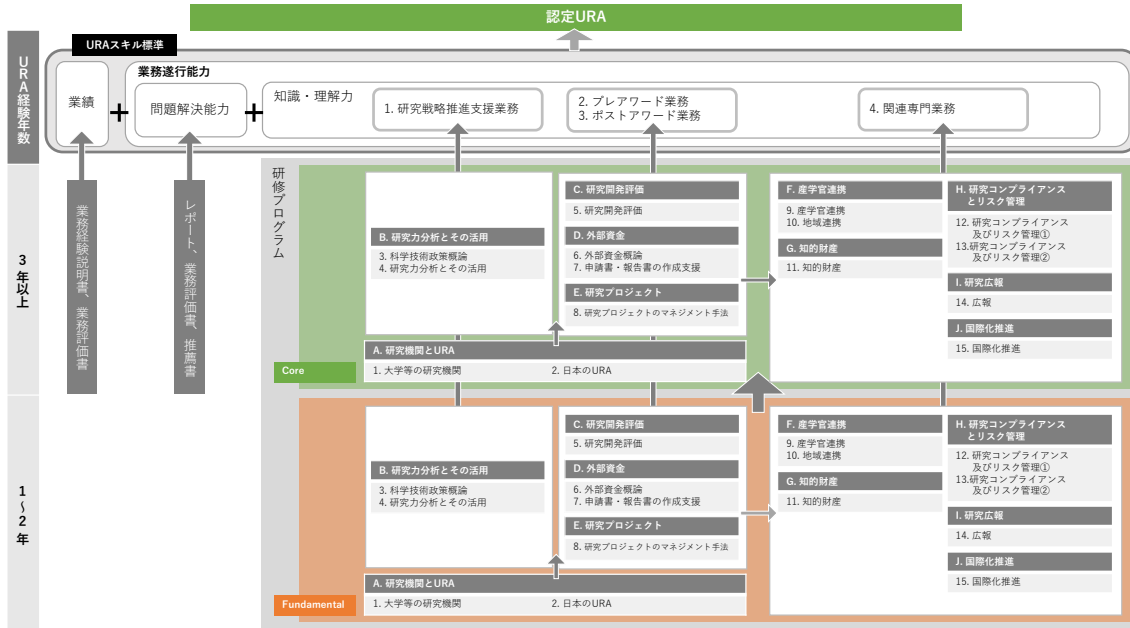 認定URA
URAスキル標準
URA経験年数
業務遂行能力
業績
+
問題解決能力
+
知識・理解力
1. 研究戦略推進支援業務
2. プレアワード業務
3. ポストアワード業務
4. 関連専門業務
3年以上
業務経験説明書、業務評価書
レポート、業務評価書、推薦書
研修プログラム
B. 研究力分析とその活用
3. 科学技術政策概論
4. 研究力分析とその活用
C. 研究開発評価
5. 研究開発評価
D. 外部資金
6. 外部資金概論
7. 申請書・報告書の作成支援
E. 研究プロジェクト
8. 研究プロジェクトのマネジメント手法
F. 産学官連携
9. 産学官連携
10. 地域連携
G. 知的財産
11. 知的財産
H. 研究コンプライアンス
とリスク管理
12. 研究コンプライアンス
及びリスク管理①
13.研究コンプライアンス
及びリスク管理②
I. 研究広報
14. 広報
J. 国際化推進
15. 国際化推進
A. 研究機関とURA
1. 大学等の研究機関
2. 日本のURA
Core
1~2年
B. 研究力分析とその活用
3. 科学技術政策概論
4. 研究力分析とその活用
C. 研究開発評価
5. 研究開発評価
D. 外部資金
6. 外部資金概論
7. 申請書・報告書の作成支援
E. 研究プロジェクト
8. 研究プロジェクトのマネジメント手法
F. 産学官連携
9. 産学官連携
10. 地域連携
G. 知的財産
11. 知的財産
H. 研究コンプライアンス
とリスク管理
12. 研究コンプライアンス
及びリスク管理①
13.研究コンプライアンス
及びリスク管理②
I. 研究広報
14. 広報
J. 国際化推進
15. 国際化推進
A. 研究機関とURA
1. 大学等の研究機関
2. 日本のURA
Fundamental